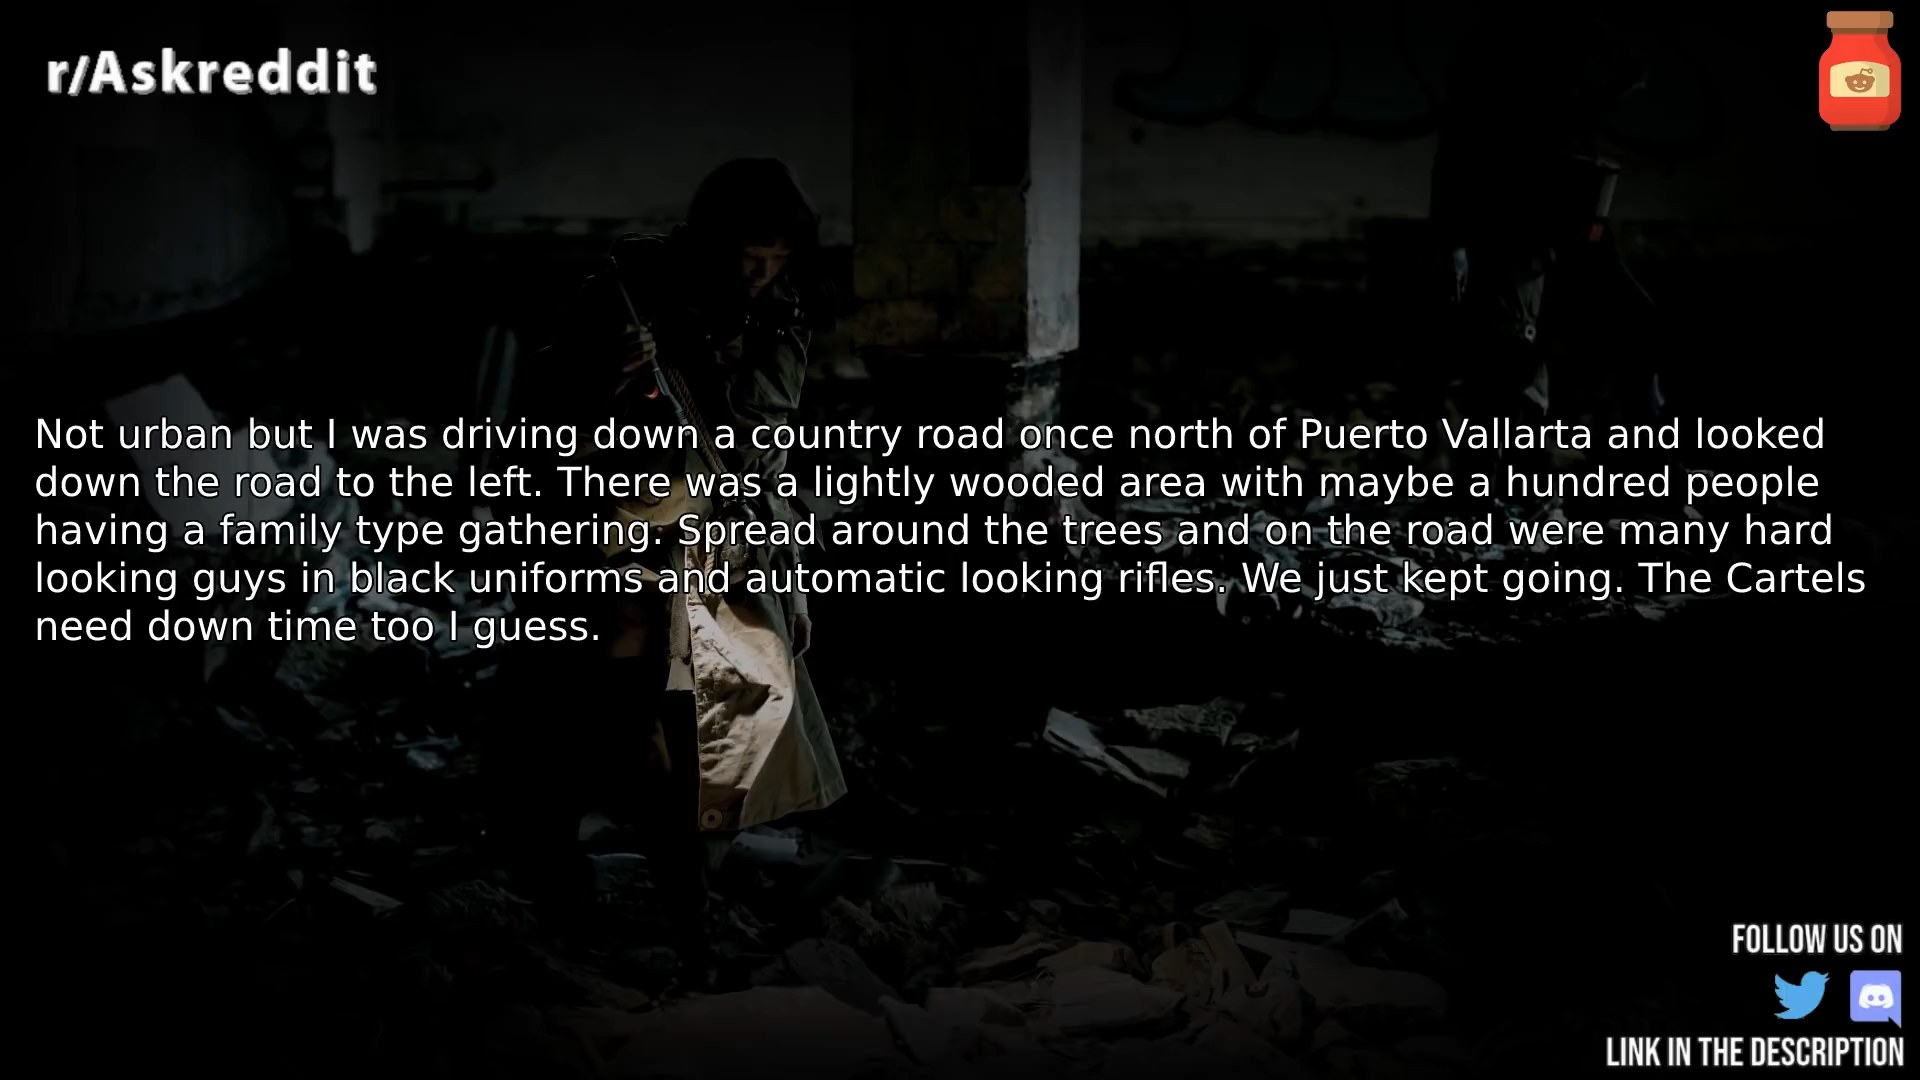 r/Askreddit
Not urban but I was driving down a country road once north of Puerto Vallarta and looked
down the road to the left. There was a lightly wooded area with maybe a hundred people
having a family type gathering. Spread around the trees and on the road were many hard
looking guys in black uniforms and automatic looking rifles. We just kept going. The Cartels
need down time too I guess.
FOLLOW US ON
LINK IN THE DESCRIPTION